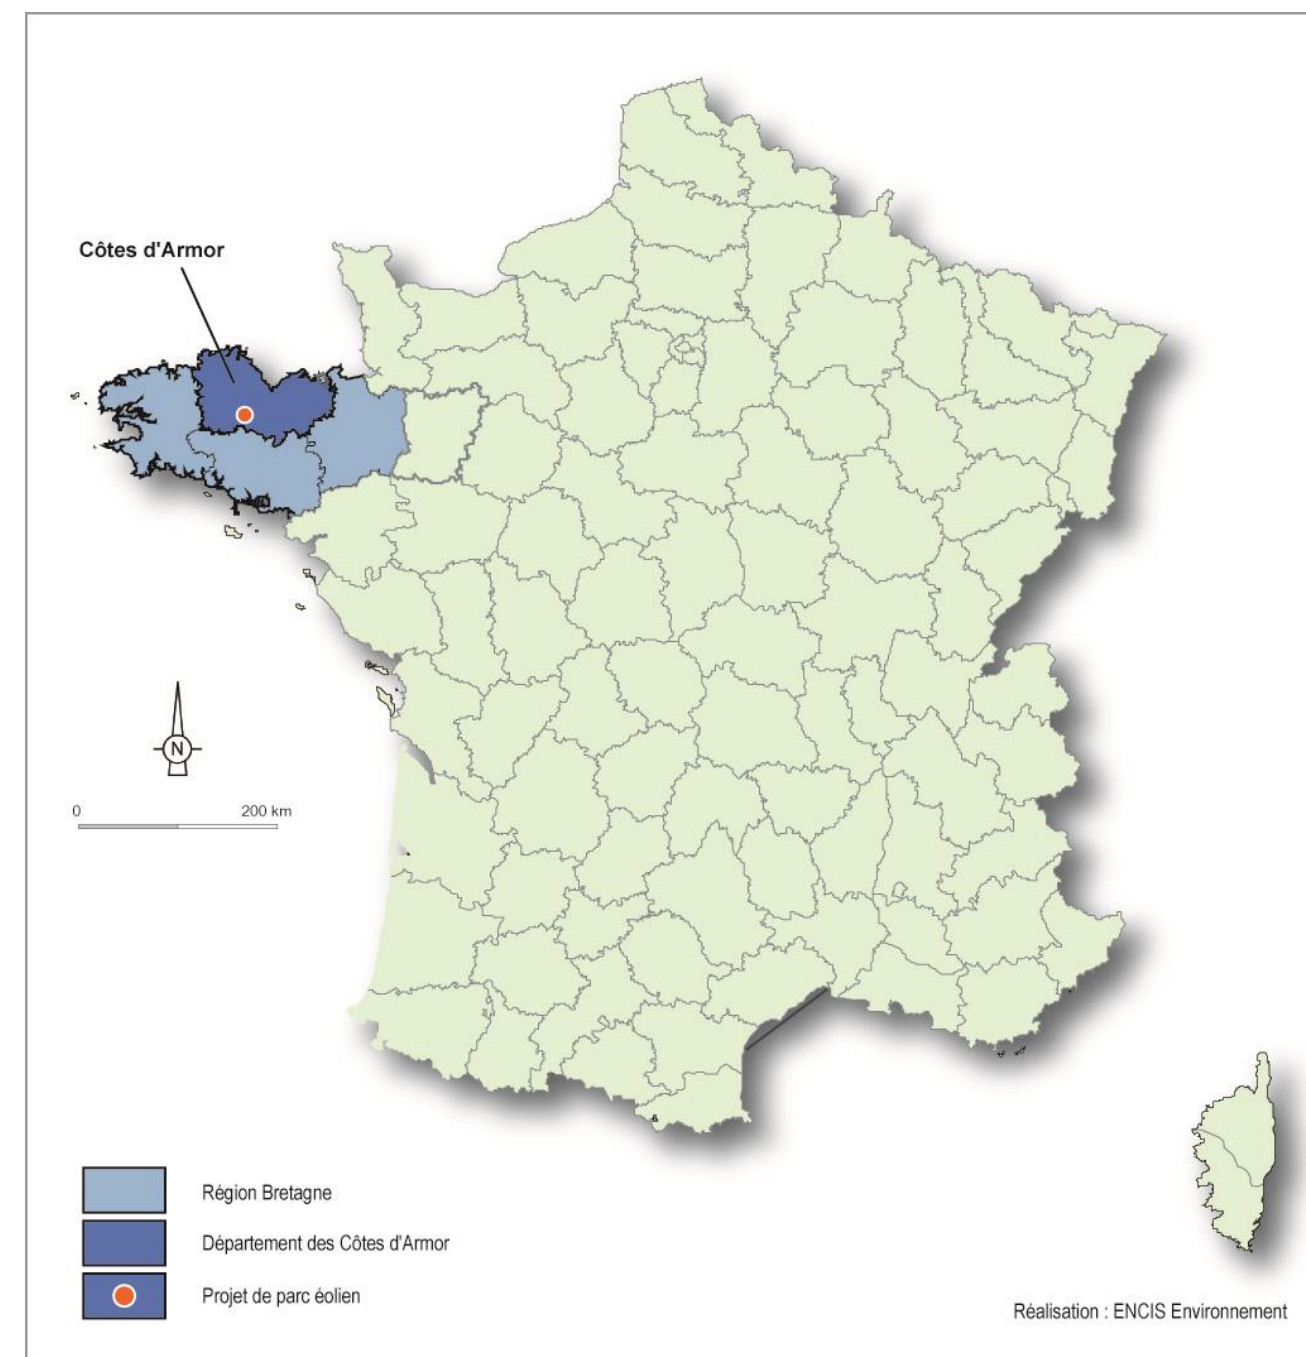 Côtes d'Armor
N
0 200 km
Région Bretagne
Département des Côtes d'Armor
Projet de parc éolien
Réalisation : ENCIS Environnement